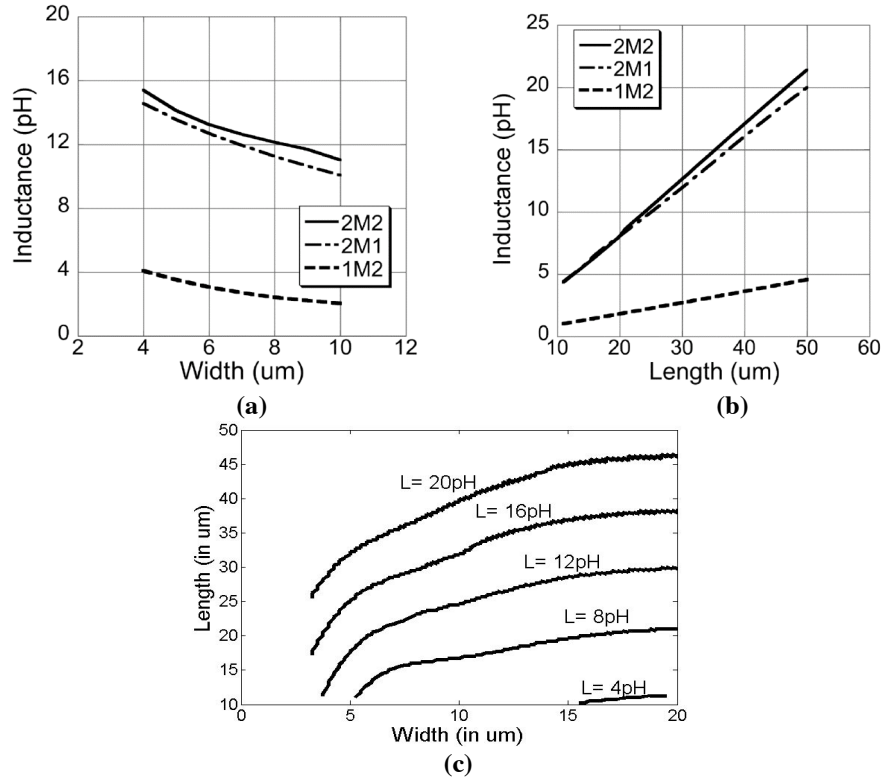 20
16
12
8
4
0
Inductance (pH)
2M2
2M1
1M2
2 4 6 8 10 12
Width (um)
(a)
25
20
15
10
5
0
Inductance (pH)
2M2
2M1
1M2
10 20 30 40 50 60
Length (um)
(b)
50
45
40
35
30
25
20
15
10
Length (in um)
L= 20pH
L= 16pH
L= 12pH
L= 8pH
L= 4pH
0 5 10 15 20
Width (in um)
(c)